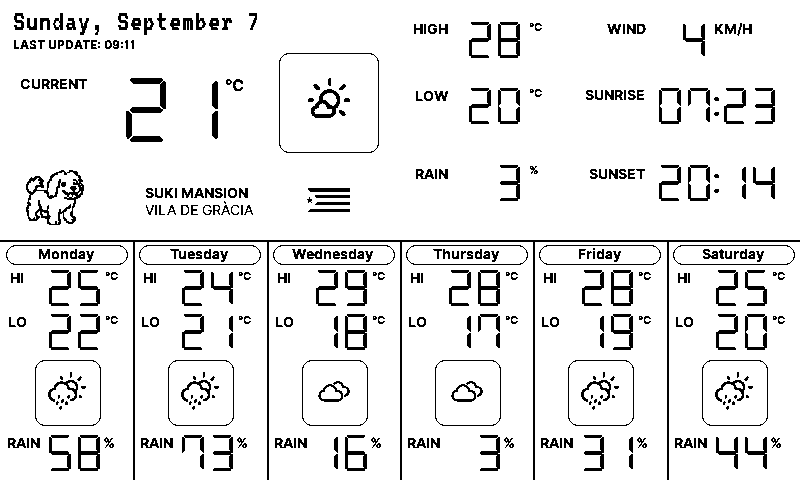 Sunday, September 7
LAST UPDATE: 09:11
CURRENT 21 °C
SUKI MANSION
VILA DE GRÀCIA
HIGH 28 °C
LOW 20 °C
RAIN 3 %
WIND 4 KM/H
SUNRISE 07:23
SUNSET 20:14
Monday
HI 25 °C
LO 22 °C
RAIN 58 %
Tuesday
HI 24 °C
LO 21 °C
RAIN 73 %
Wednesday
HI 29 °C
LO 18 °C
RAIN 16 %
Thursday
HI 28 °C
LO 17 °C
RAIN 3 %
Friday
HI 28 °C
LO 19 °C
RAIN 31 %
Saturday
HI 25 °C
LO 20 °C
RAIN 44 %